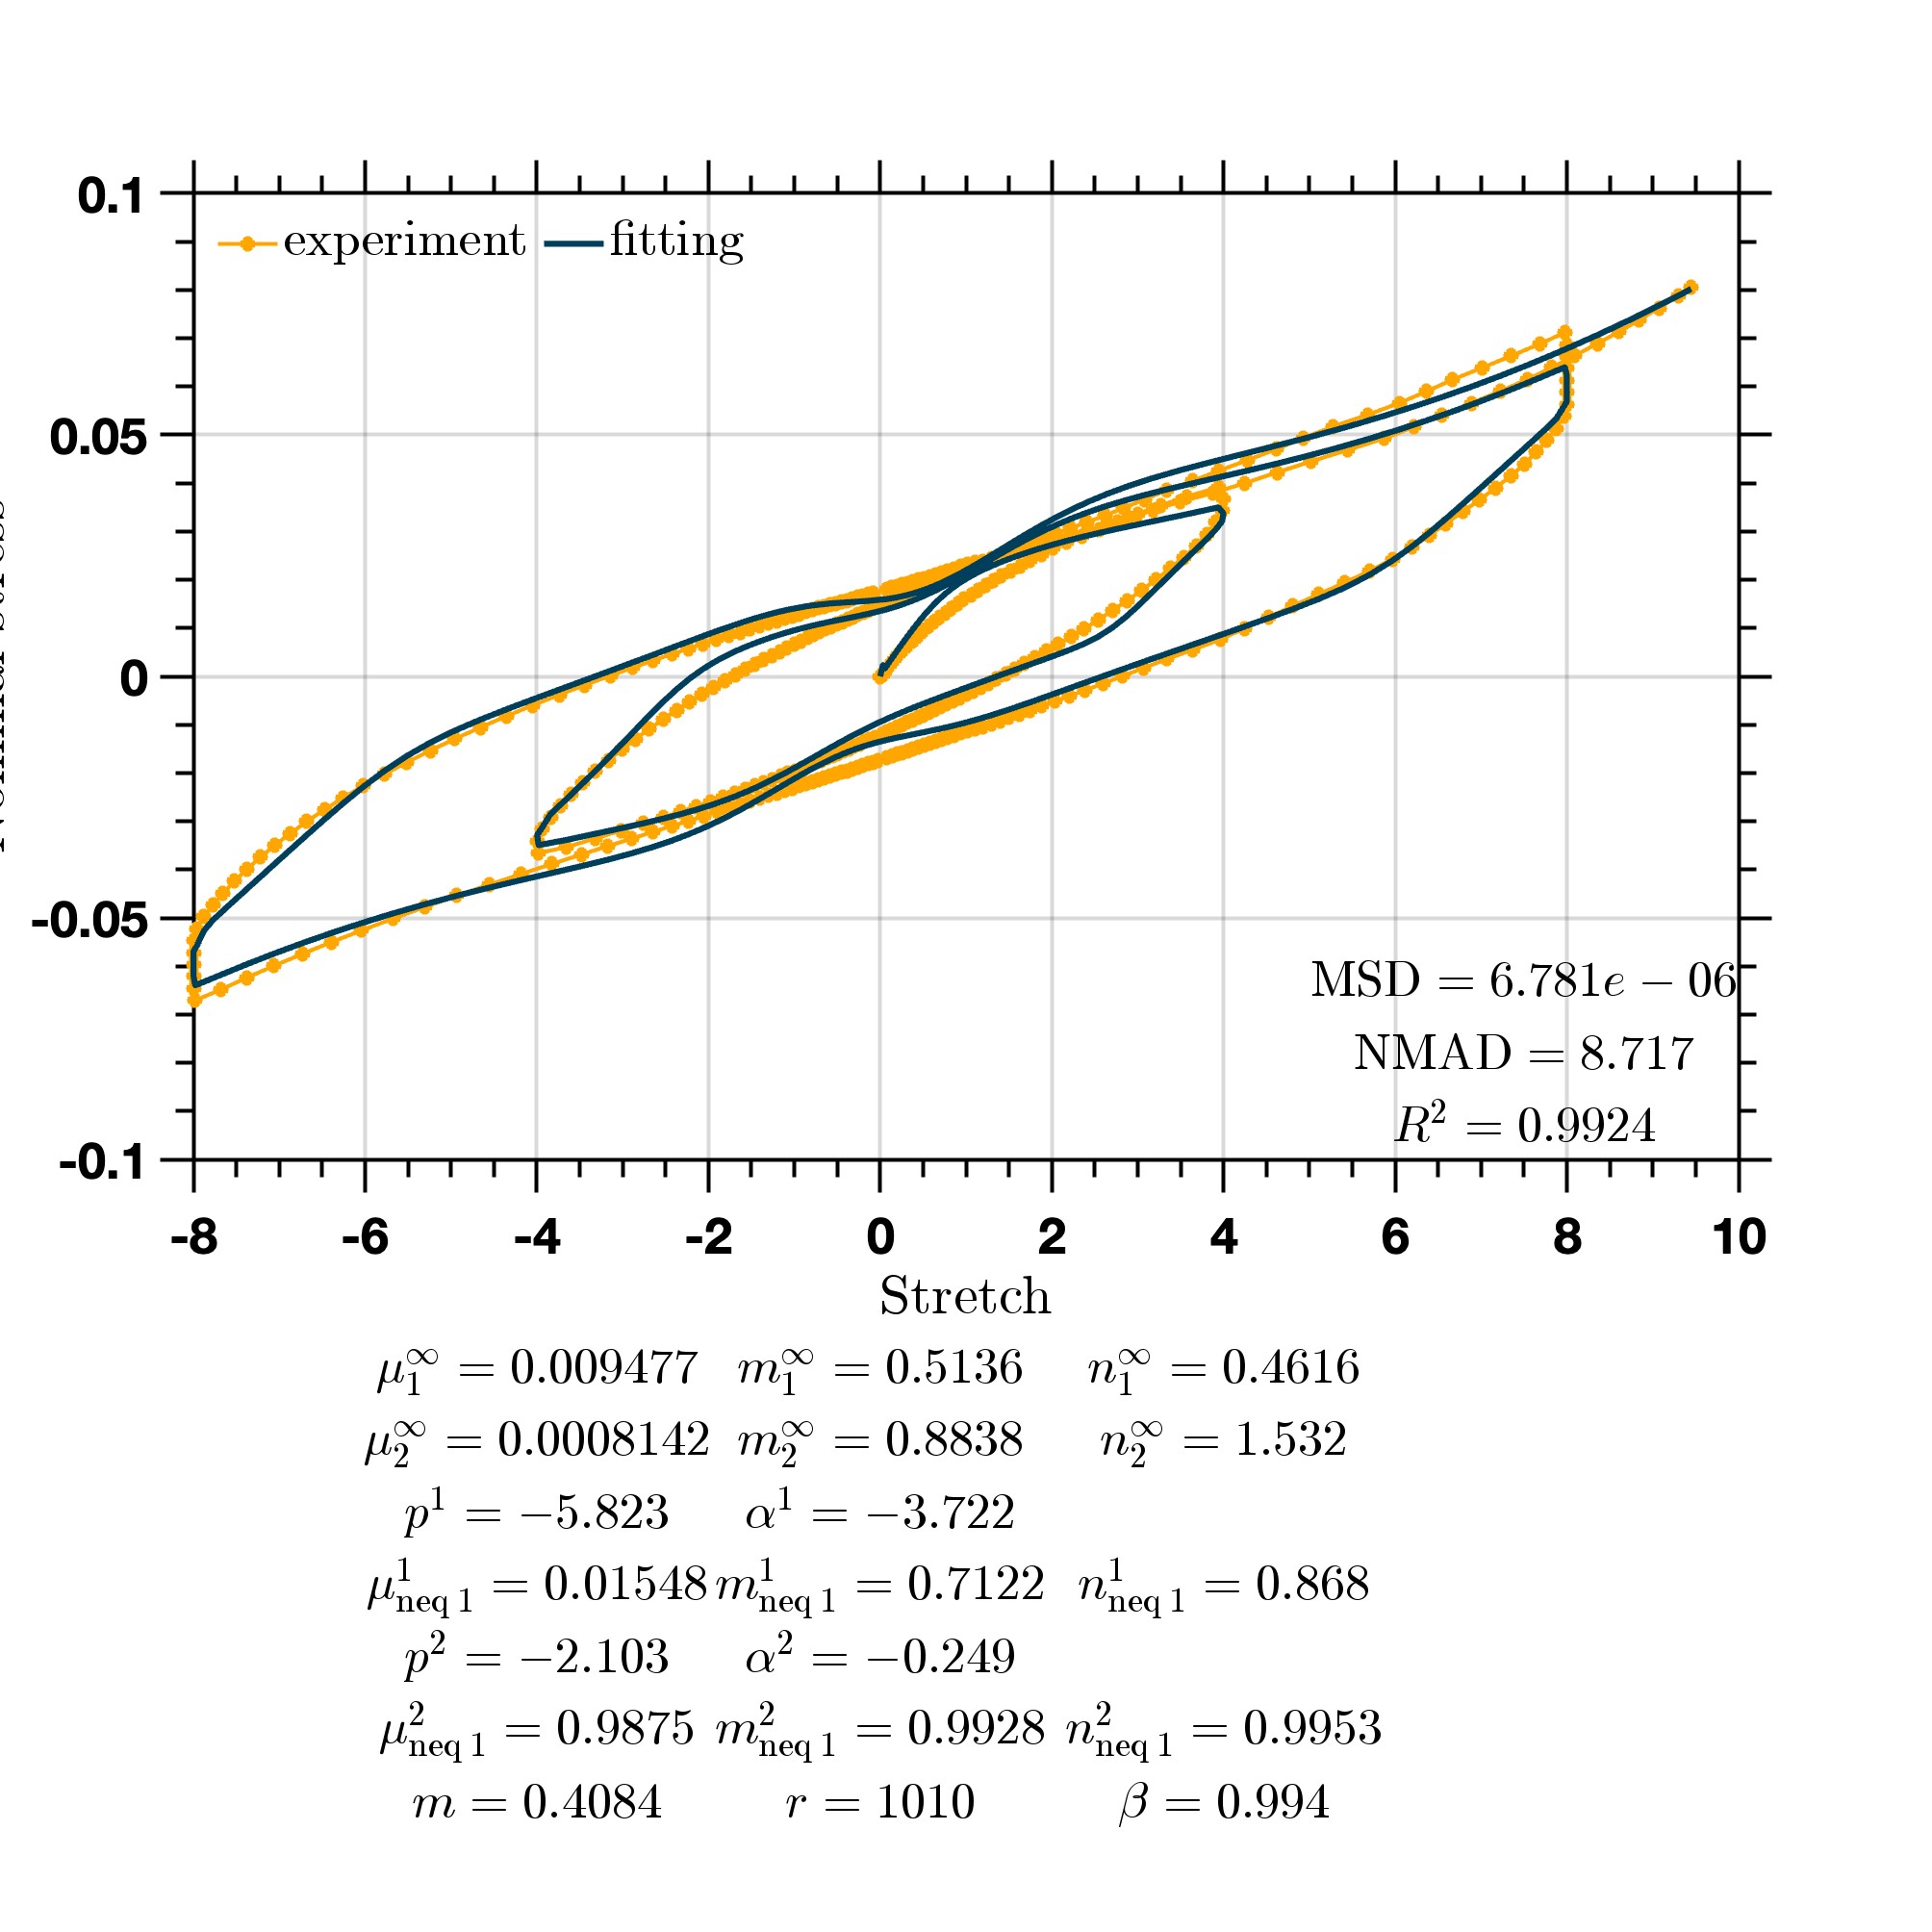 0.1
experiment fitting
0.05
0
-0.05
MSD = 6.781e − 06
NMAD = 8.717
R² = 0.9924
-0.1
-8 -6 -4 -2 0 2 4 6 8 10
Stretch
μ₁^∞ = 0.009477 m₁^∞ = 0.5136 n₁^∞ = 0.4616
μ₂^∞ = 0.0008142 m₂^∞ = 0.8838 n₂^∞ = 1.532
p¹ = −5.823 α¹ = −3.722
μ¹_neq 1 = 0.01548 m¹_neq 1 = 0.7122 n¹_neq 1 = 0.868
p² = −2.103 α² = −0.249
μ²_neq 1 = 0.9875 m²_neq 1 = 0.9928 n²_neq 1 = 0.9953
m = 0.4084 r = 1010 β = 0.994